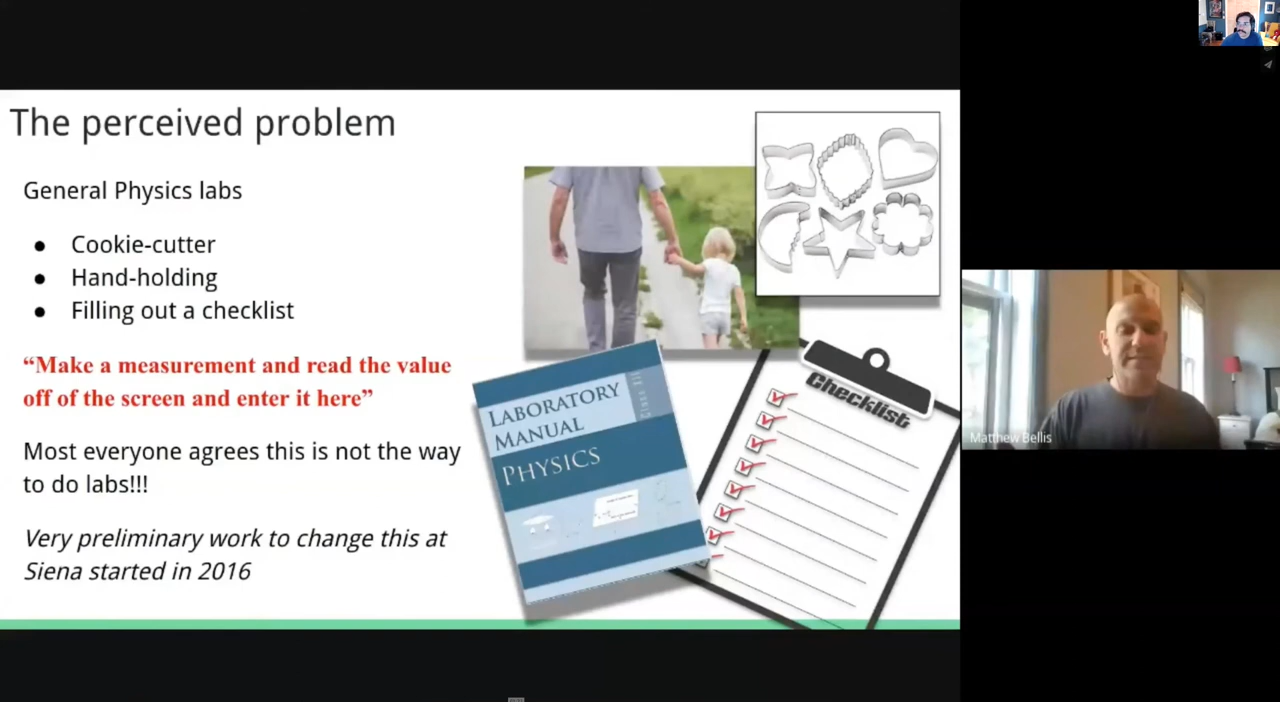 The perceived problem
General Physics labs
● Cookie-cutter
● Hand-holding
● Filling out a checklist
“Make a measurement and read the value
off of the screen and enter it here”
Most everyone agrees this is not the way
to do labs!!!
Very preliminary work to change this at
Siena started in 2016
LABORATORY
MANUAL
PHYSICS
Checklist
Matthew Bellis